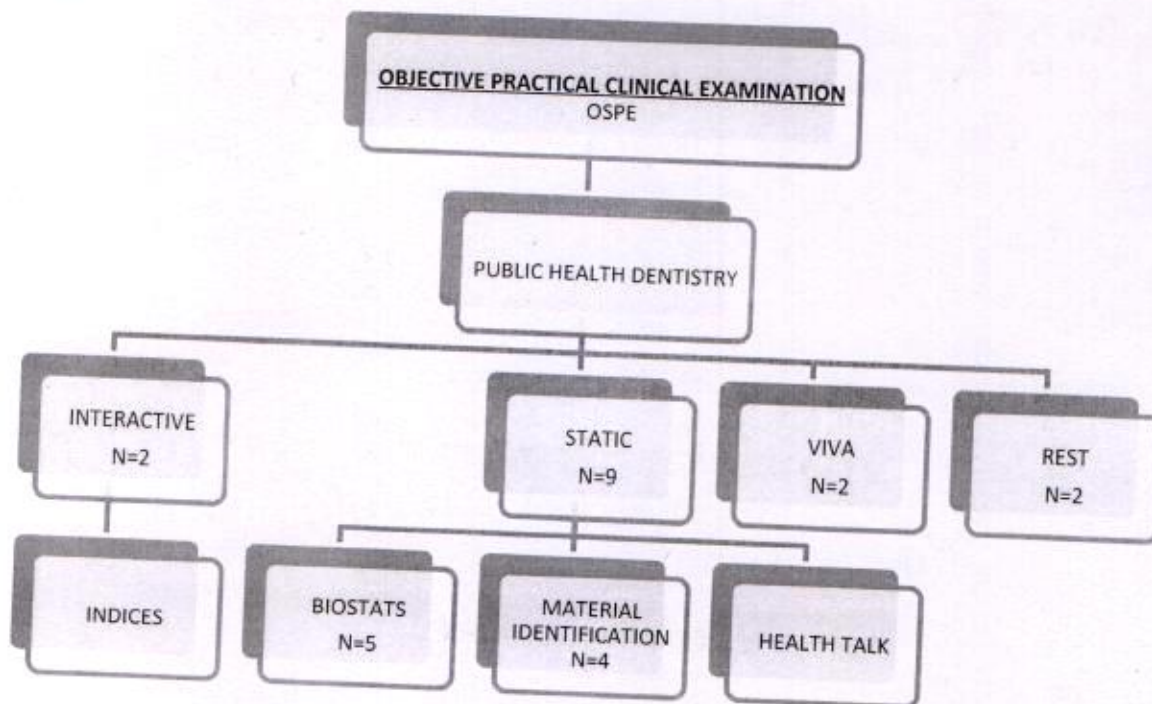 OBJECTIVE PRACTICAL CLINICAL EXAMINATION
OSPE
PUBLIC HEALTH DENTISTRY
INTERACTIVE
N=2
STATIC
N=9
VIVA
N=2
REST
N=2
INDICES
BIOSTATS
N=5
MATERIAL
IDENTIFICATION
N=4
HEALTH TALK